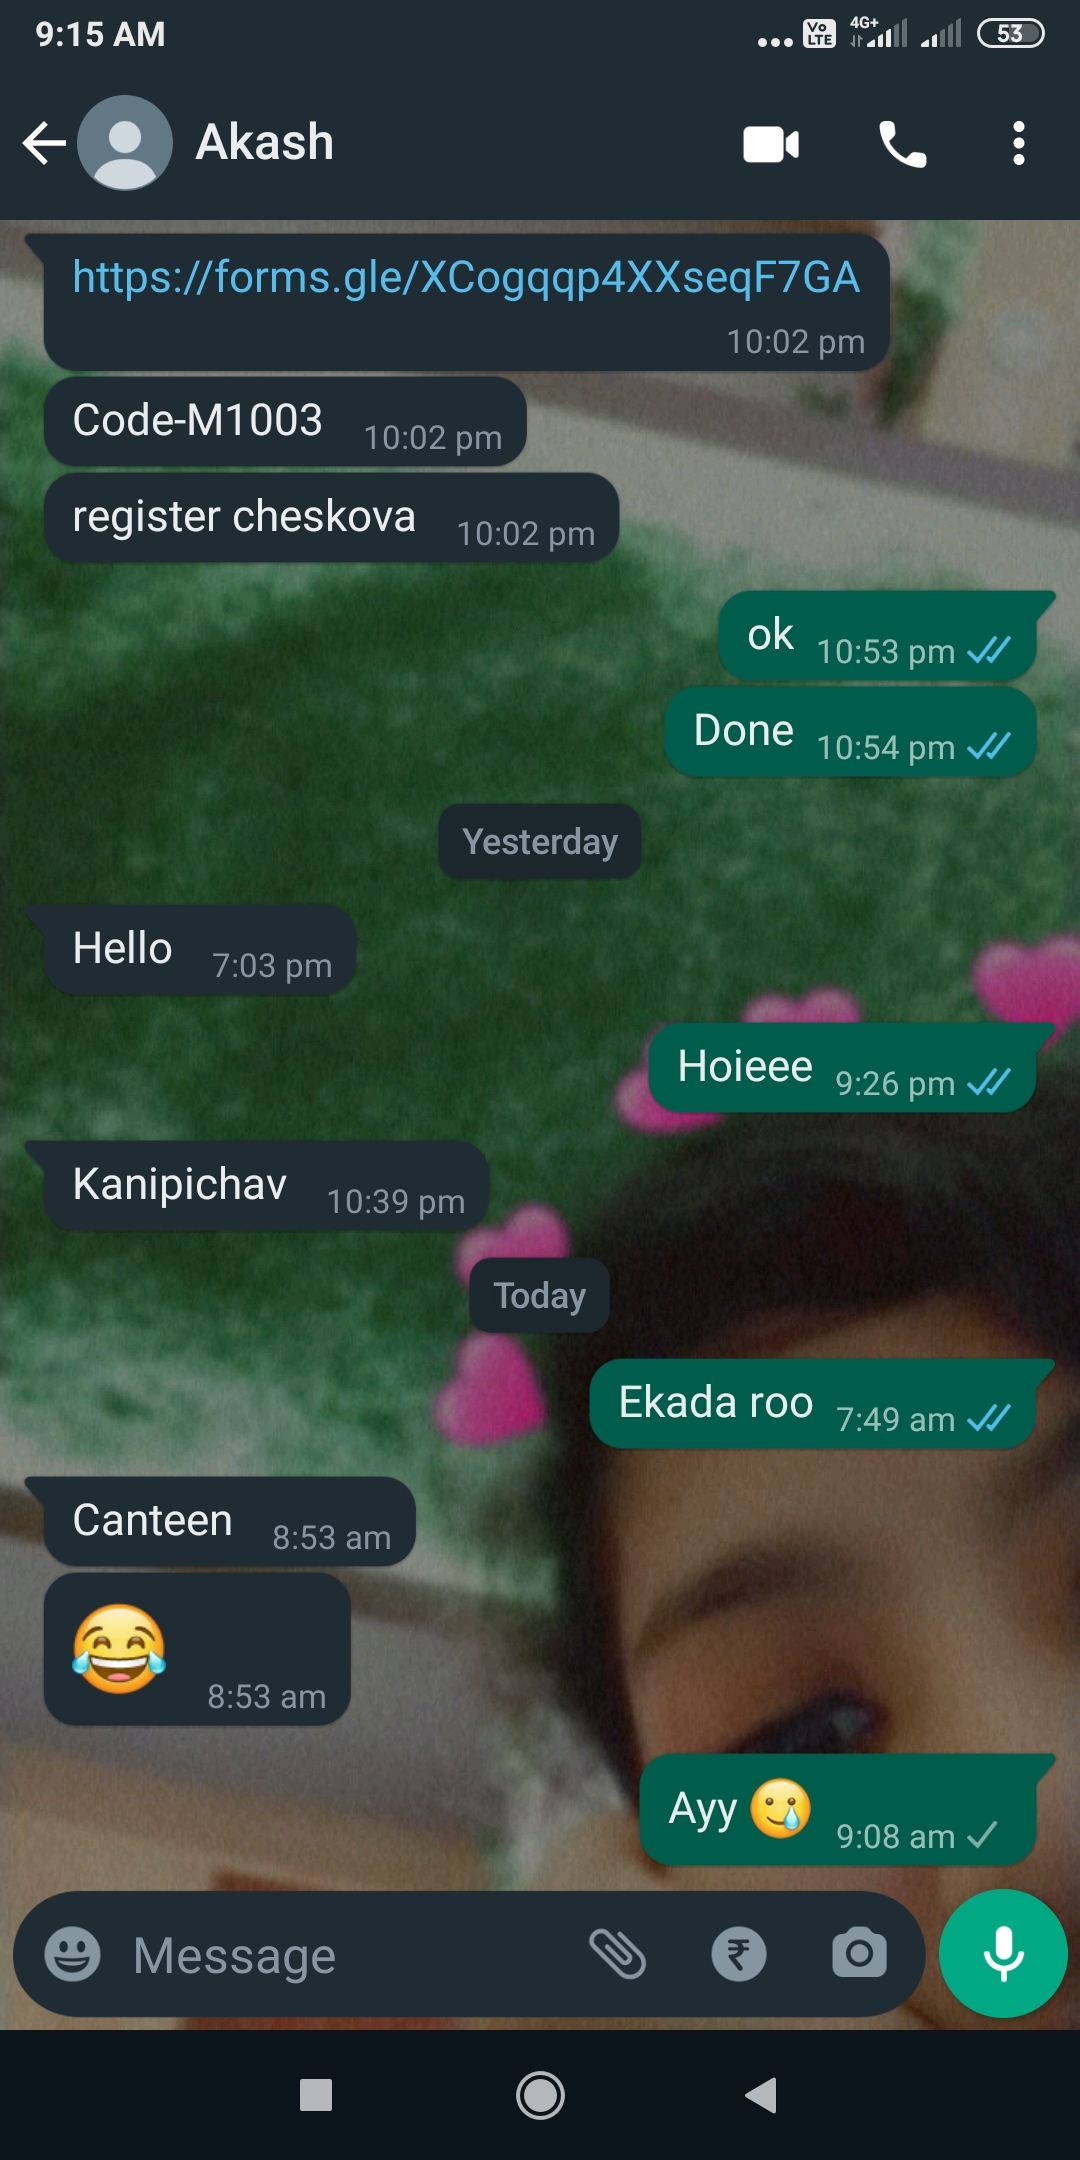 9:15 AM
Vo LTE 4G+ 53
Akash
https://forms.gle/XCogqqp4XXseqF7GA
10:02 pm
Code-M1003 10:02 pm
register cheskova 10:02 pm
ok 10:53 pm
Done 10:54 pm
Yesterday
Hello 7:03 pm
Hoieee 9:26 pm
Kanipichav 10:39 pm
Today
Ekada roo 7:49 am
Canteen 8:53 am
😂 8:53 am
Ayy 🥲 9:08 am
Message ₹